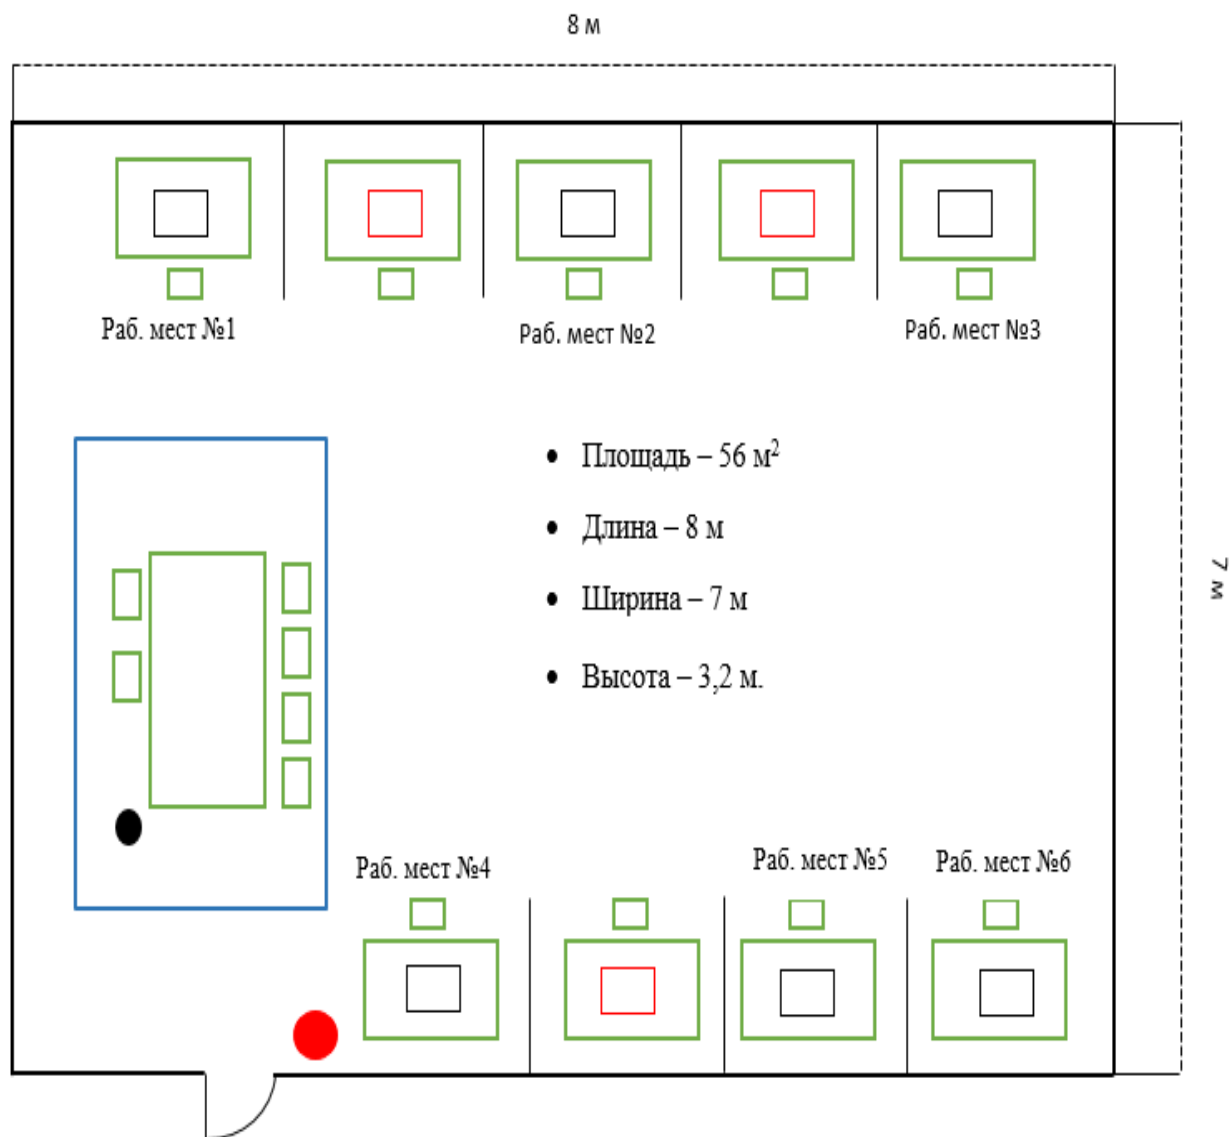 8 м
Раб. мест №1
Раб. мест №2
Раб. мест №3
• Площадь – 56 м²
• Длина – 8 м
• Ширина – 7 м
• Высота – 3,2 м.
7 м
Раб. мест №4
Раб. мест №5
Раб. мест №6